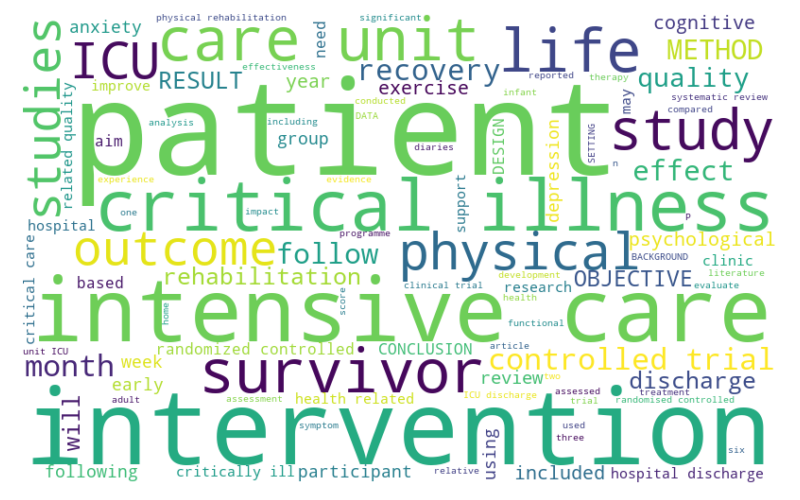 physical rehabilitation
significant
anxiety
care unit
need
life
cognitive
ICU
METHOD
studies
effectiveness
reported
therapy
RESULT
year
recovery
quality
improve
exercise
infant
may
systematic review
related quality
patient
conducted
DATA
compared
study
analysis
including
aim
group
diaries
DESIGN
SETTING
n
effect
experience
evidence
depression
critical illness
one
impact
support
p
hospital
outcome
follow
physical
psychological
critical care
programme
BACKGROUND
clinic
rehabilitation
development
literature
based
clinical trial
research
OBJECTIVE
evaluate
home
score
health
intensive care
functional
unit ICU
randomized controlled
CONCLUSION
article
month
week
survivor
controlled trial
early
review
two
discharge
will
adult
assessment
health related
ICU discharge
assessed
trial
treatment
randomised controlled
intervention
symptom
used
three
six
following
critically ill
participant
relative
using
included
hospital discharge